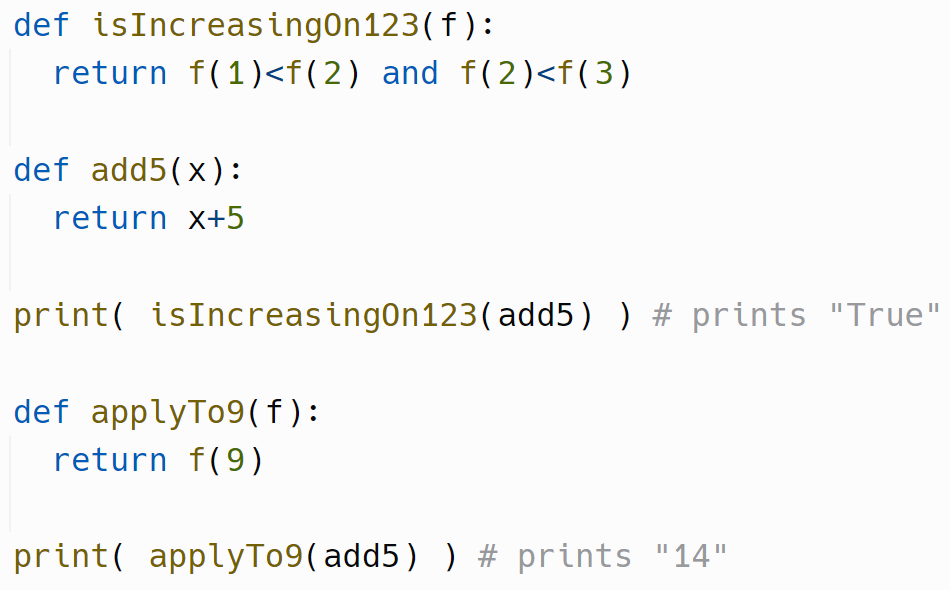 def isIncreasingOn123(f):
  return f(1)<f(2) and f(2)<f(3)
def add5(x):
  return x+5
print( isIncreasingOn123(add5) ) # prints "True"
def applyTo9(f):
  return f(9)
print( applyTo9(add5) ) # prints "14"